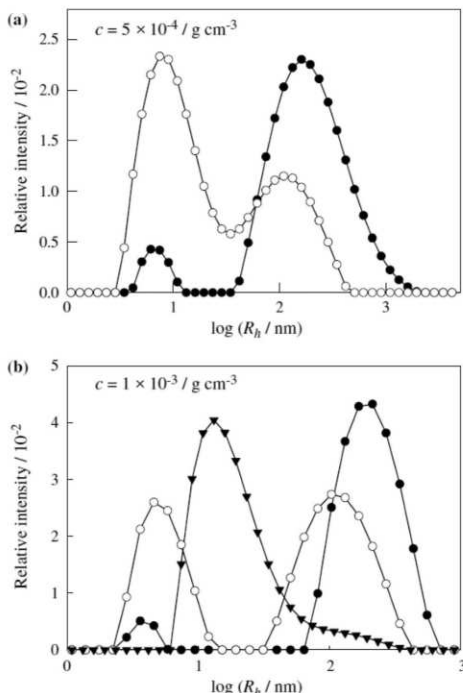 (a)
c = 5 × 10⁻⁴ / g cm⁻³
2.5
2.0
1.5
1.0
0.5
0.0
Relative intensity / 10⁻²
0 1 2 3
log (Rₕ / nm)
(b)
c = 1 × 10⁻³ / g cm⁻³
5
4
3
2
1
0
Relative intensity / 10⁻²
0 1 2 3
log (Rₕ / nm)